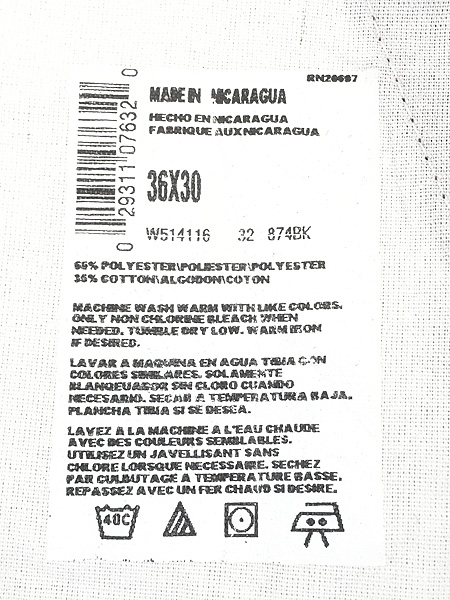 RN20697
MADE IN NICARAGUA
HECHO EN NICARAGUA
FABRIQUE AUX NICARAGUA
0 29311 07632 0
36X30
W514116 32 874BK
65% POLYESTER\POLIESTER\POLYESTER
35% COTTON\ALGODON\COTON
MACHINE WASH WARM WITH LIKE COLORS.
ONLY NON CHLORINE BLEACH WHEN
NEEDED. TUMBLE DRY LOW. WARM IRON
IF DESIRED.
LAVAR A MAQUINA EN AGUA TIBIA CON
COLORES SIMILARES. SOLAMENTE
BLANQUEADOR SIN CLORO CUANDO
NECESARIO. SECAR A TEMPERATURA BAJA.
PLANCHA TIBIA SI SE DESEA.
LAVEZ A LA MACHINE A L'EAU CHAUDE
AVEC DES COULEURS SEMBLABLES.
UTILISEZ UN JAVELLISANT SANS
CHLORE LORSQUE NECESSAIRE. SECHEZ
PAR CULBUTAGE A TEMPERATURE BASSE.
REPASSEZ AVEC UN FER CHAUD SI DESIRE.
40C